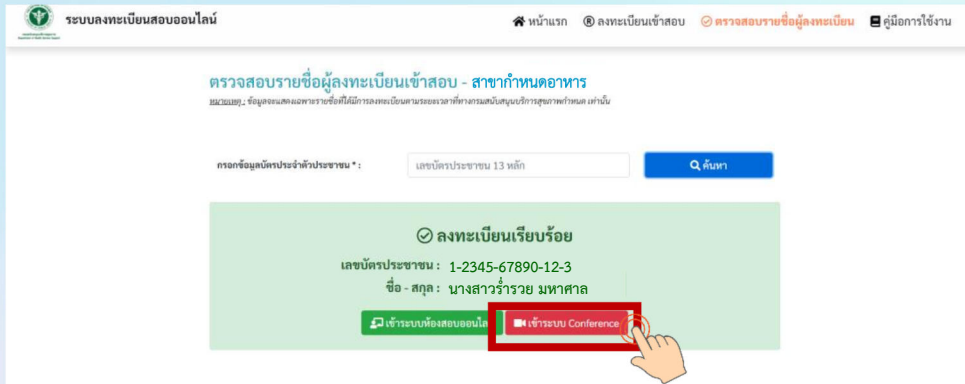 ระบบลงทะเบียนสอบออนไลน์
หน้าแรก ® ลงทะเบียนเข้าสอบ ตรวจสอบรายชื่อผู้ลงทะเบียน คู่มือการใช้งาน
ตรวจสอบรายชื่อผู้ลงทะเบียนเข้าสอบ - สาขากำหนดอาหาร
หมายเหตุ : ข้อมูลจะแสดงเฉพาะรายชื่อที่ได้มีการลงทะเบียนตามระยะเวลาที่ทางกรมสนับสนุนบริการสุขภาพกำหนด เท่านั้น
กรอกข้อมูลบัตรประจำตัวประชาชน * : เลขบัตรประชาชน 13 หลัก ค้นหา
ลงทะเบียนเรียบร้อย
เลขบัตรประชาชน : 1-2345-67890-12-3
ชื่อ - สกุล : นางสาวร่ำรวย มหาศาล
เข้าระบบห้องสอบออนไล เข้าระบบ Conference